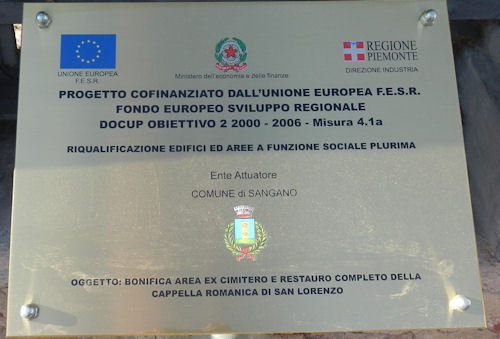 UNIONE EUROPEA
F.E.S.R.
Ministero dell'economia e delle finanze
REGIONE
PIEMONTE
DIREZIONE INDUSTRIA
PROGETTO COFINANZIATO DALL'UNIONE EUROPEA F.E.S.R.
FONDO EUROPEO SVILUPPO REGIONALE
DOCUP OBIETTIVO 2 2000 - 2006 - Misura 4.1a
RIQUALIFICAZIONE EDIFICI ED AREE A FUNZIONE SOCIALE PLURIMA
Ente Attuatore
COMUNE di SANGANO
OGGETTO: BONIFICA AREA EX CIMITERO E RESTAURO COMPLETO DELLA
CAPPELLA ROMANICA DI SAN LORENZO